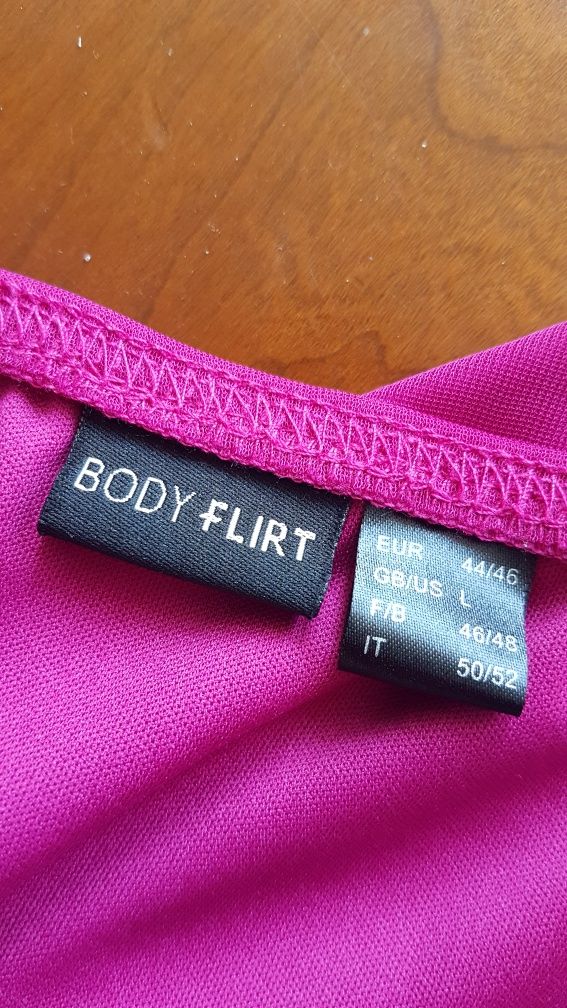 BODY FLIRT
EUR 44/46
GB/US L
F/B 46/48
IT 50/52